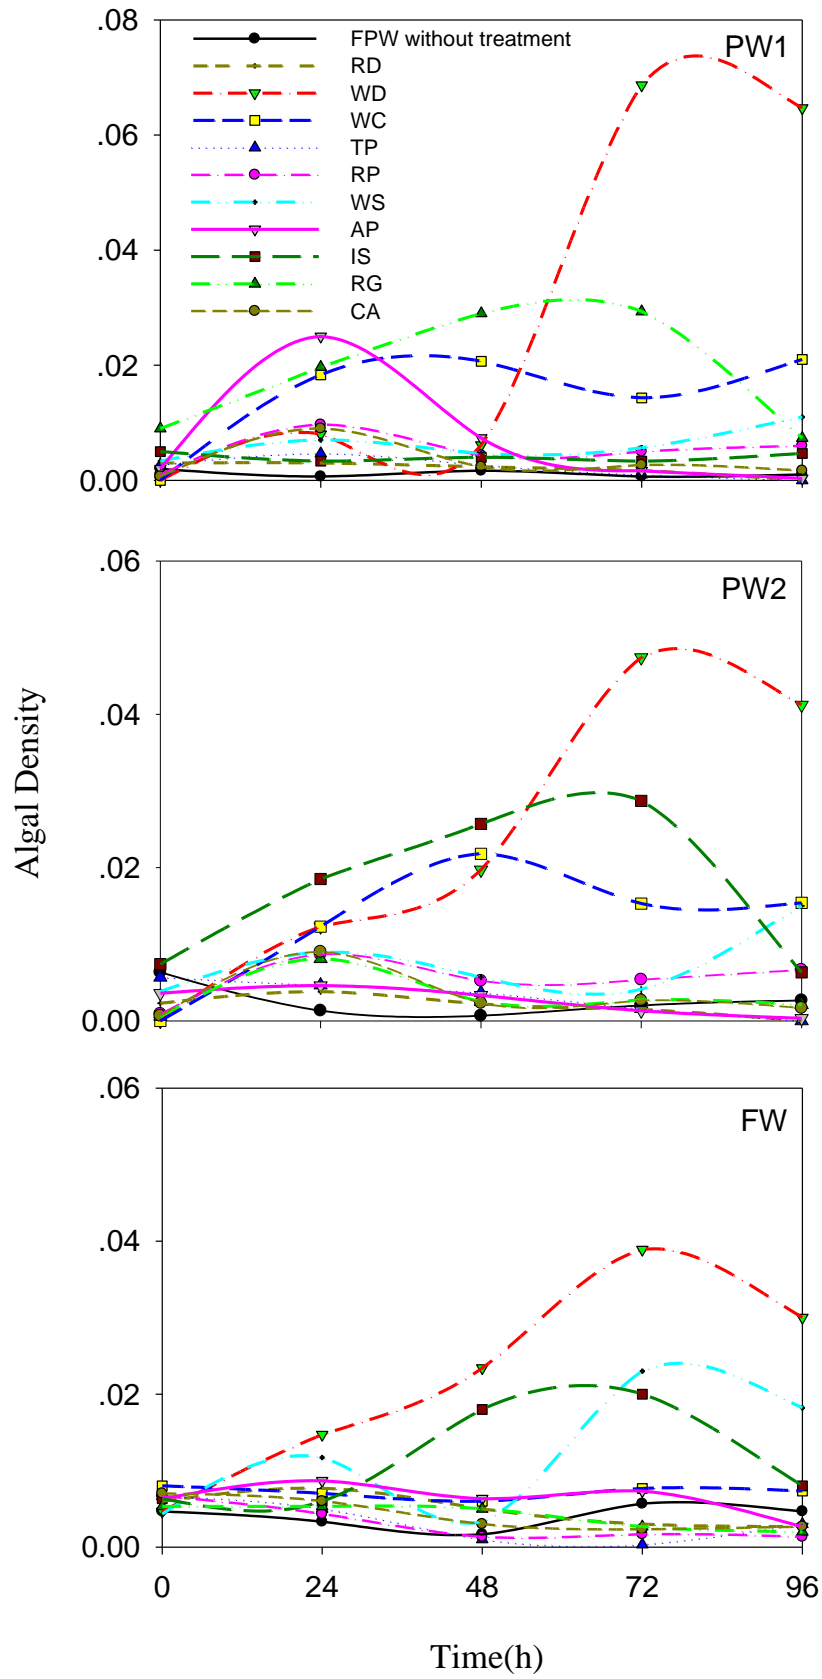 .08
PW1
FPW without treatment
RD
WD
WC
TP
RP
WS
AP
IS
RG
CA
.06
.04
.02
0.00
.06
PW2
.04
.02
0.00
Algal Density
.06
FW
.04
.02
0.00
0 24 48 72 96
Time(h)